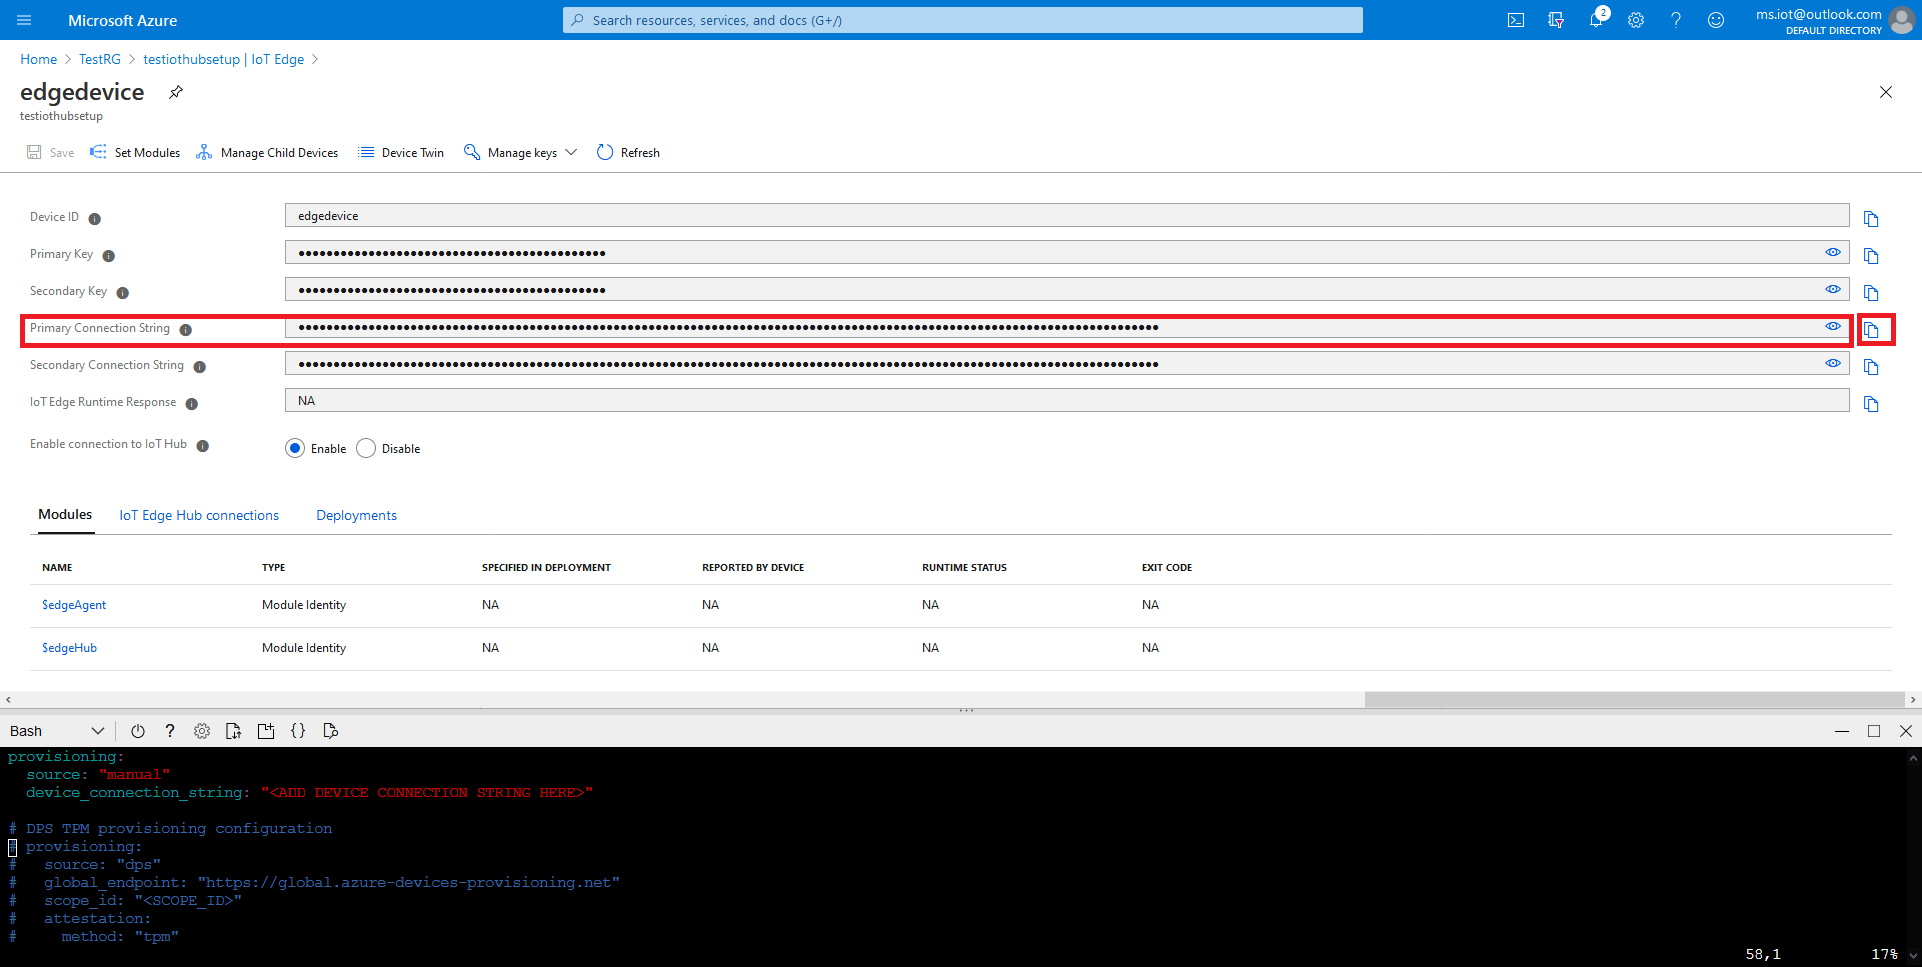 Microsoft Azure
Search resources, services, and docs (G+/)
2
ms.iot@outlook.com
DEFAULT DIRECTORY
Home > TestRG > testiothubsetup | IoT Edge >
edgedevice
testiothubsetup
Save Set Modules Manage Child Devices Device Twin Manage keys Refresh
Device ID edgedevice
Primary Key ••••••••••••••••••••••••••••••••••••••••••••
Secondary Key ••••••••••••••••••••••••••••••••••••••••••••
Primary Connection String
Secondary Connection String
IoT Edge Runtime Response NA
Enable connection to IoT Hub Enable Disable
Modules IoT Edge Hub connections Deployments
NAME TYPE SPECIFIED IN DEPLOYMENT REPORTED BY DEVICE RUNTIME STATUS EXIT CODE
$edgeAgent Module Identity NA NA NA NA
$edgeHub Module Identity NA NA NA NA
Bash ? {}
provisioning:
source: "manual"
device_connection_string: "<ADD DEVICE CONNECTION STRING HERE>"
# DPS TPM provisioning configuration
# provisioning:
# source: "dps"
# global_endpoint: "https://global.azure-devices-provisioning.net"
# scope_id: "<SCOPE_ID>"
# attestation:
# method: "tpm"
58,1 17%